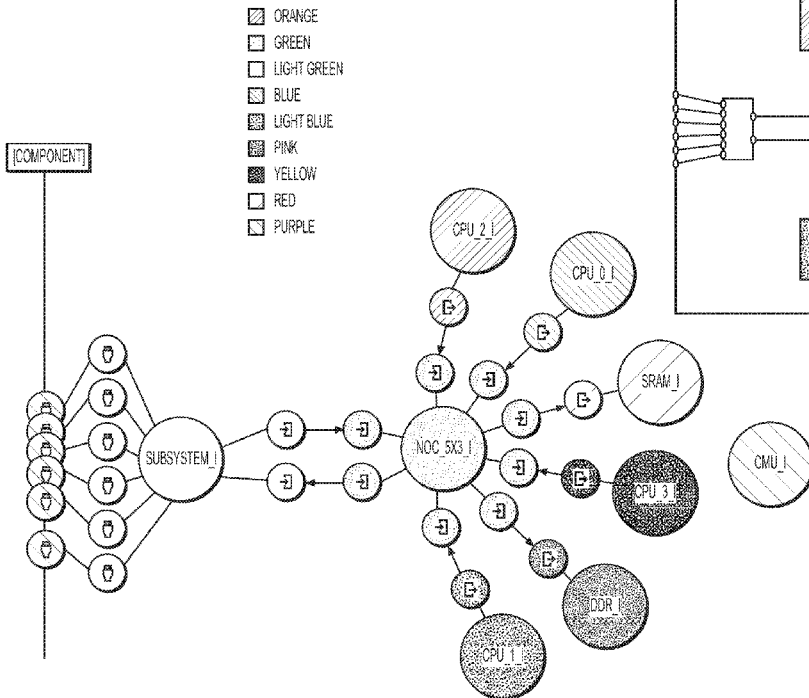 ORANGE
GREEN
LIGHT GREEN
BLUE
LIGHT BLUE
PINK
YELLOW
RED
PURPLE
[COMPONENT]
CPU_2_I
CPU_0_I
SRAM_I
SUBSYSTEM_I
NOC_5X3_I
CMU_I
CPU_3_I
DDR_I
CPU_1_I